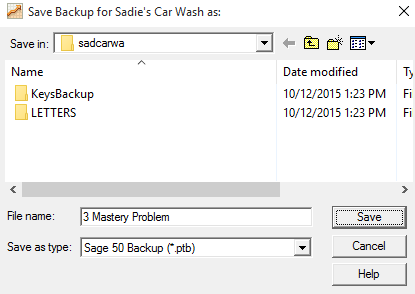 Save Backup for Sadie's Car Wash as:
Save in: sadcarwa
Name Date modified Ty
KeysBackup 10/12/2015 1:23 PM Fi
LETTERS 10/12/2015 1:23 PM Fi
File name: 3 Mastery Problem Save
Save as type: Sage 50 Backup (*.ptb) Cancel
Help